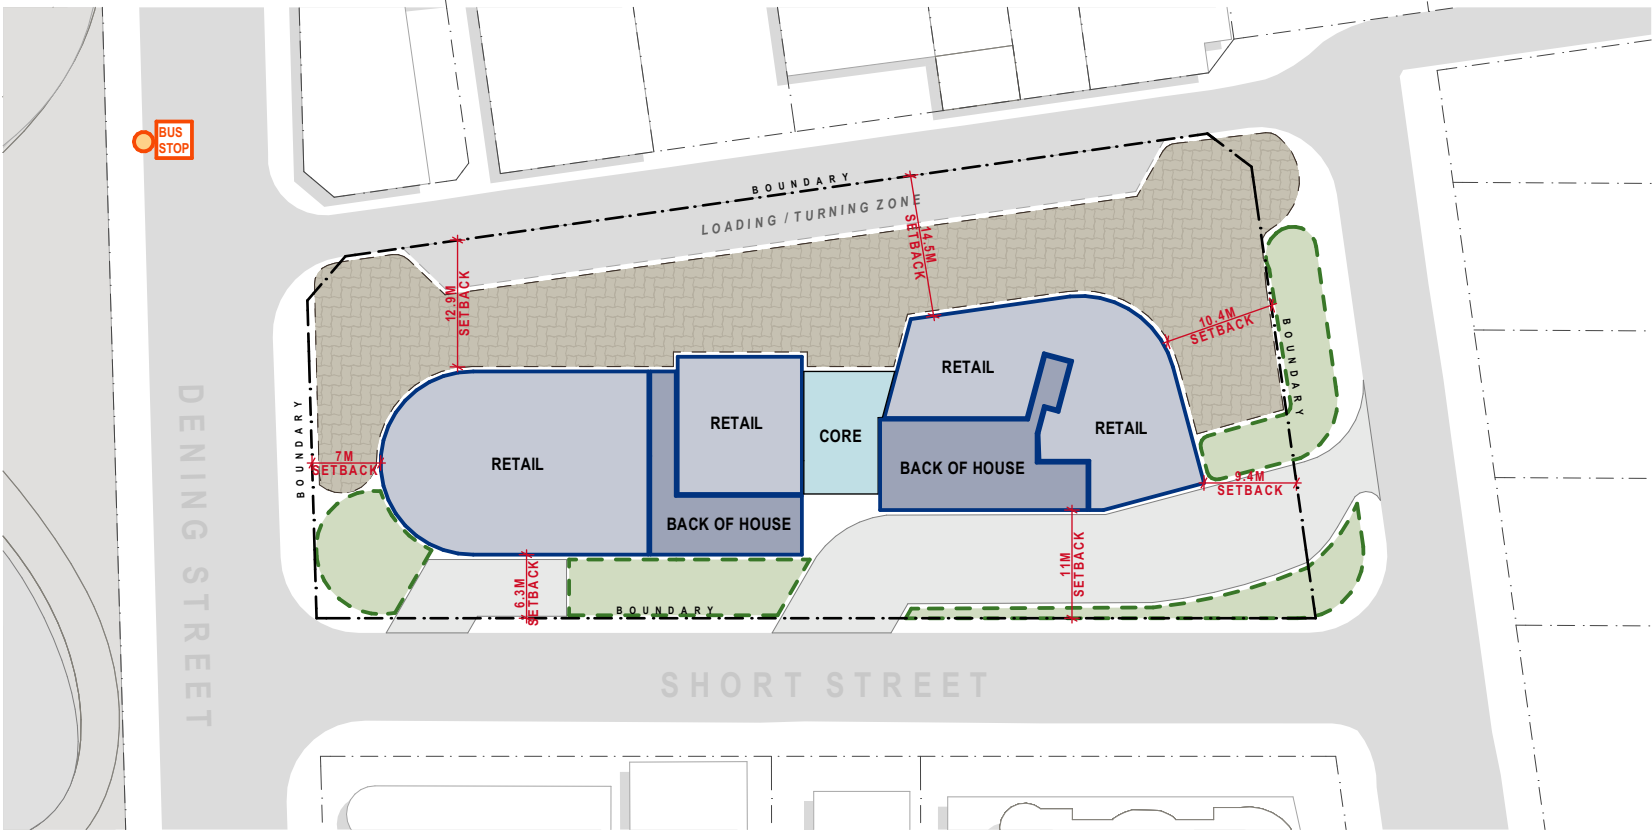 BUS
STOP
BOUNDARY
LOADING / TURNING ZONE
14.5M
SETBACK
SETBACK
12.9M
SETBACK
10.4M
SETBACK
BOUNDARY
RETAIL
RETAIL
CORE
RETAIL
BACK OF HOUSE
RETAIL
BOUNDARY
7M
SETBACK
RETAIL
9.4M
SETBACK
BACK OF HOUSE
11M
SETBACK
6.3M
SETBACK
BOUNDARY
DENING STREET
SHORT STREET